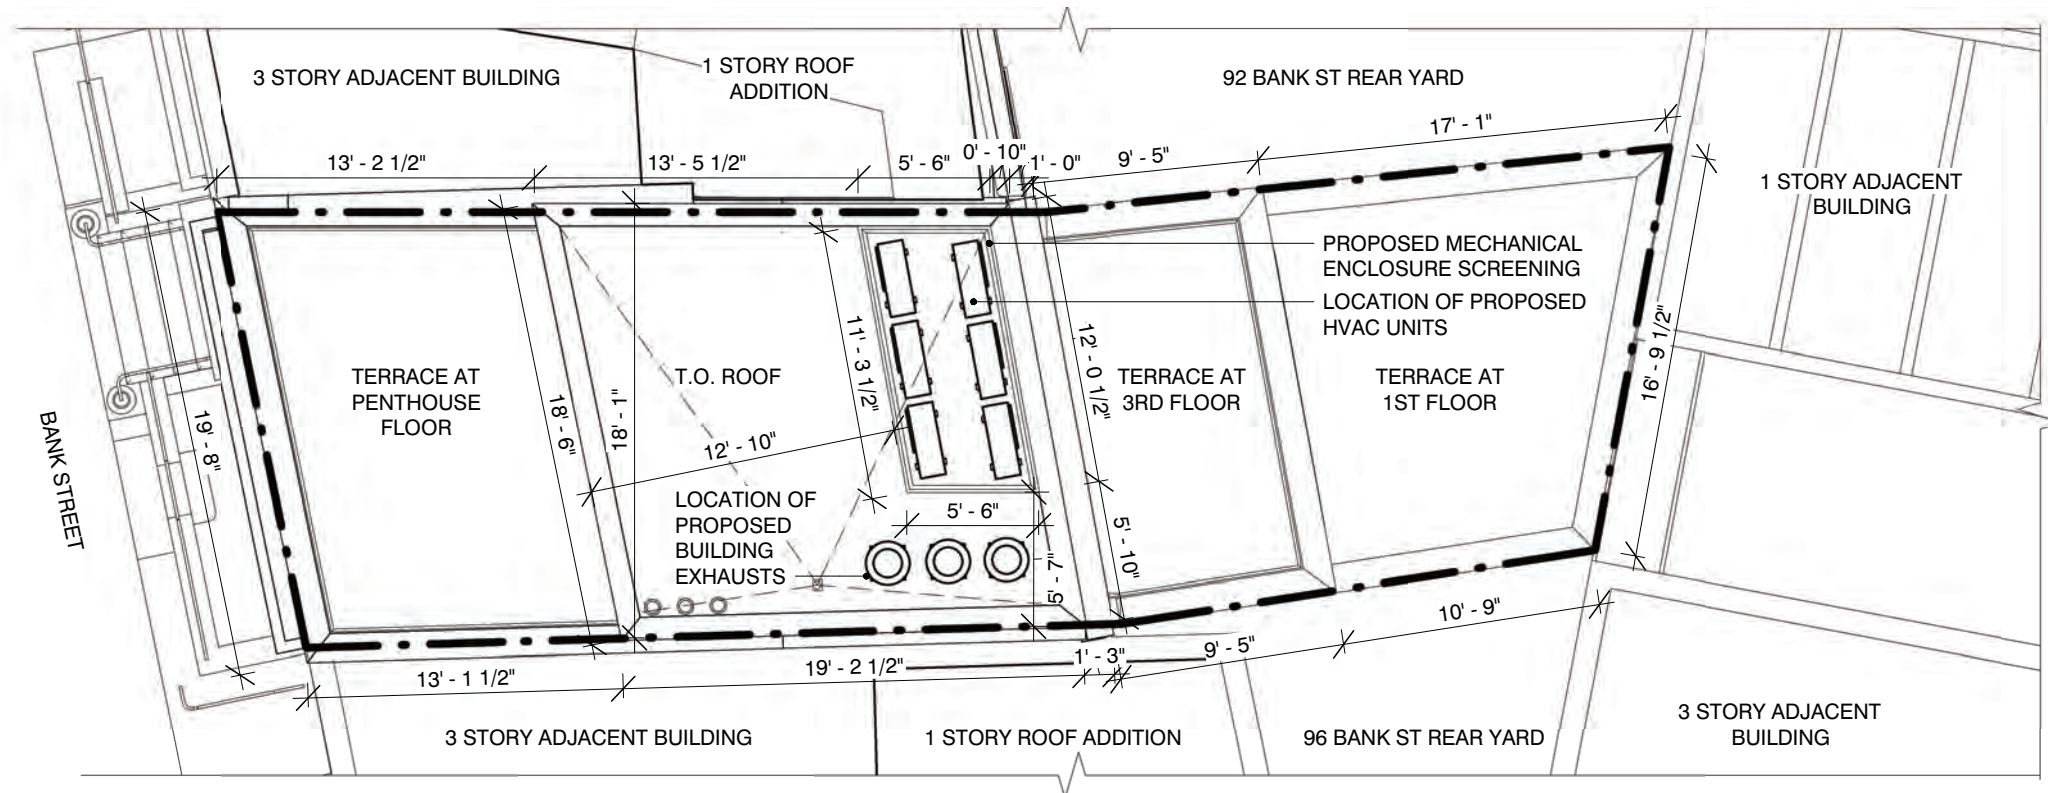 3 STORY ADJACENT BUILDING
1 STORY ROOF
ADDITION
92 BANK ST REAR YARD
17' - 1"
13' - 2 1/2"
13' - 5 1/2"
5' - 6"
0' - 10"
1' - 0"
9' - 5"
1 STORY ADJACENT
BUILDING
PROPOSED MECHANICAL
ENCLOSURE SCREENING
LOCATION OF PROPOSED
HVAC UNITS
BANK STREET
19' - 8"
TERRACE AT
PENTHOUSE
FLOOR
18' - 6"
18' - 1"
T.O. ROOF
12' - 10"
11' - 3 1/2"
12' - 0 1/2"
TERRACE AT
3RD FLOOR
TERRACE AT
1ST FLOOR
16' - 9 1/2"
LOCATION OF
PROPOSED
BUILDING
EXHAUSTS
5' - 6"
5' - 7"
5' - 10"
13' - 1 1/2"
19' - 2 1/2"
1' - 3"
9' - 5"
10' - 9"
3 STORY ADJACENT BUILDING
1 STORY ROOF ADDITION
96 BANK ST REAR YARD
3 STORY ADJACENT
BUILDING